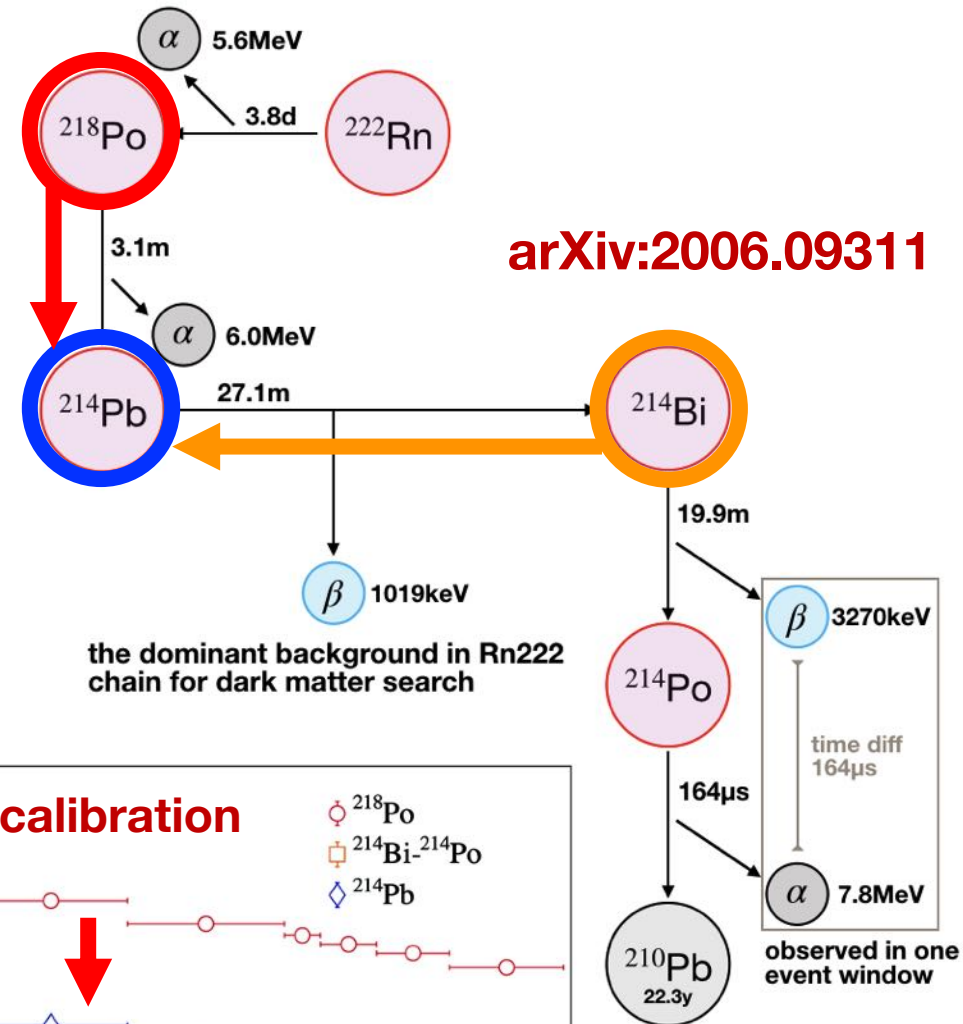 α 5.6MeV
²¹⁸Po
3.8d
²²²Rn
3.1m
arXiv:2006.09311
α 6.0MeV
²¹⁴Pb
27.1m
²¹⁴Bi
19.9m
β 1019keV
β 3270keV
the dominant background in Rn222
chain for dark matter search
²¹⁴Po
time diff
164μs
164μs
calibration
²¹⁸Po
²¹⁴Bi-²¹⁴Po
²¹⁴Pb
α 7.8MeV
²¹⁰Pb
22.3y
observed in one
event window